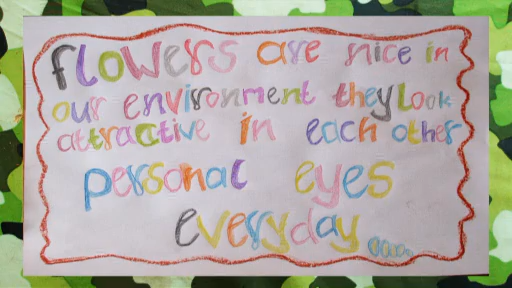 flowers are nice in
our environment they look
attractive in each other
personal eyes
everyday....